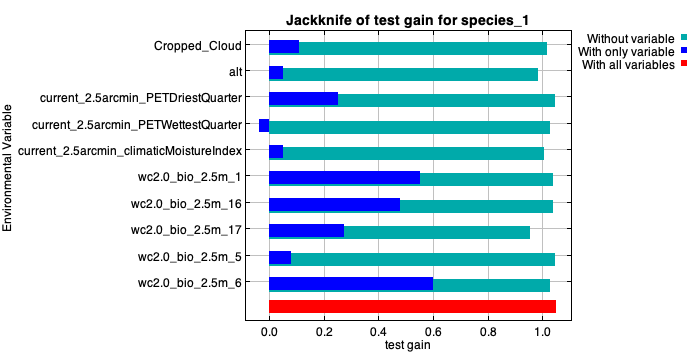 Jackknife of test gain for species_1
Without variable
With only variable
With all variables
Environmental Variable
Cropped_Cloud
alt
current_2.5arcmin_PETDriestQuarter
current_2.5arcmin_PETWettestQuarter
current_2.5arcmin_climaticMoistureIndex
wc2.0_bio_2.5m_1
wc2.0_bio_2.5m_16
wc2.0_bio_2.5m_17
wc2.0_bio_2.5m_5
wc2.0_bio_2.5m_6
0.0 0.2 0.4 0.6 0.8 1.0
test gain